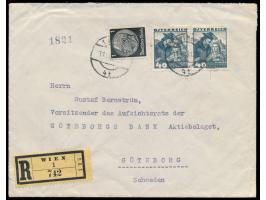 1821
ÖSTERREICH
ÖSTERREICH
40
40
Herrn
Gustaf Bernström,
Vorsitzender des Aufsichtsrates der
GÖTEBORGS BANK Aktiebolaget,
GÖTEBORG
Schweden
R
WIEN
1
742